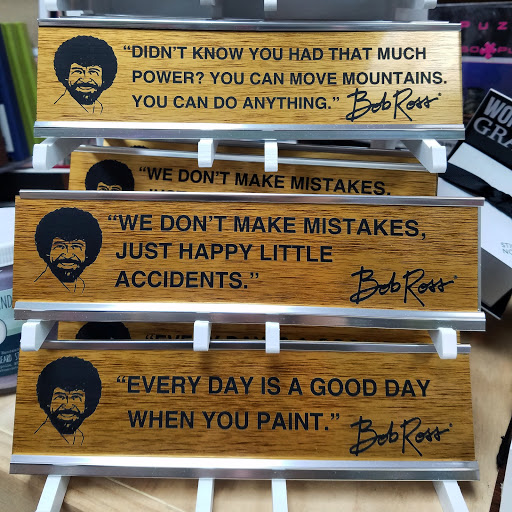 “DIDN’T KNOW YOU HAD THAT MUCH
POWER? YOU CAN MOVE MOUNTAINS.
YOU CAN DO ANYTHING.” Bob Ross
“WE DON’T MAKE MISTAKES,
“WE DON’T MAKE MISTAKES,
JUST HAPPY LITTLE
ACCIDENTS.” Bob Ross
“EVERY DAY IS A GOOD DAY
WHEN YOU PAINT.” Bob Ross